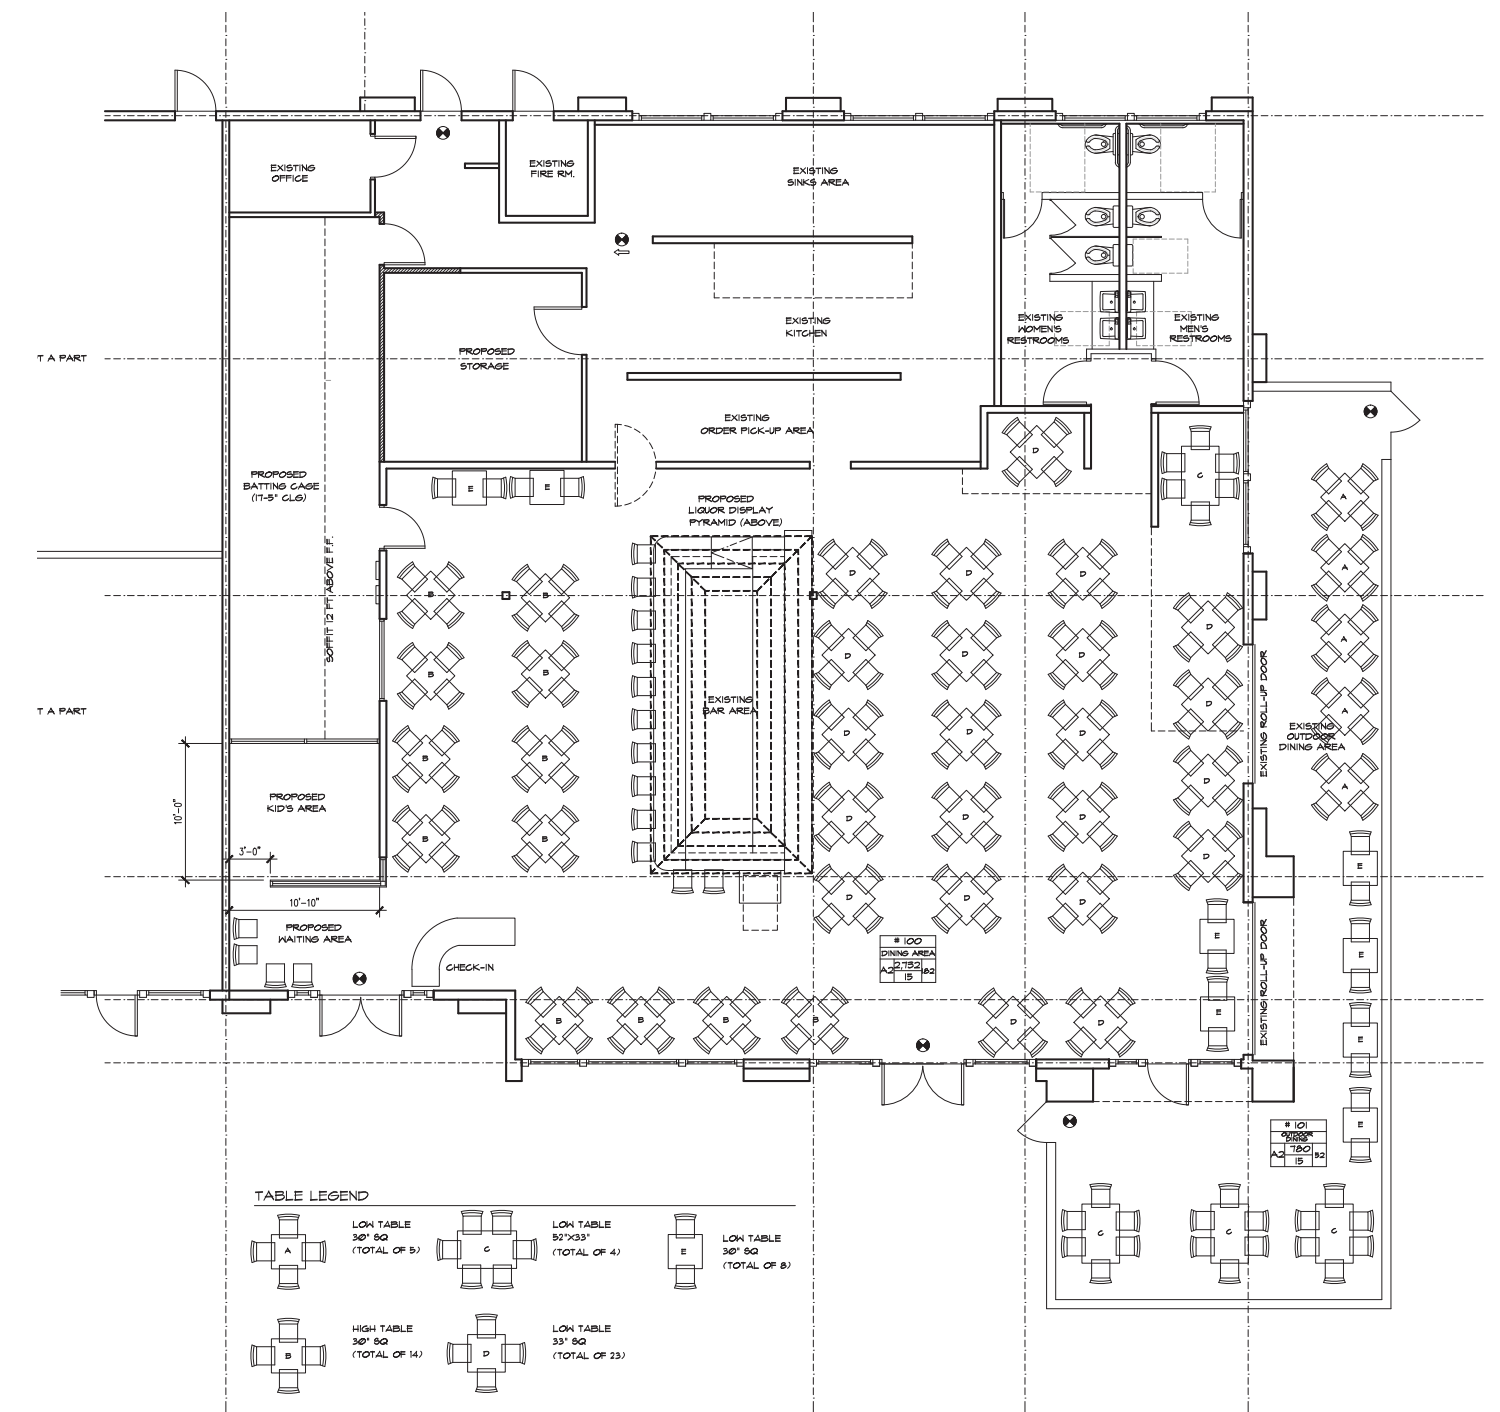 EXISTING
OFFICE
EXISTING
FIRE RM.
EXISTING
SINKS AREA
EXISTING
KITCHEN
EXISTING
WOMEN'S
RESTROOMS
EXISTING
MEN'S
RESTROOMS
T A PART
PROPOSED
STORAGE
EXISTING
ORDER PICK-UP AREA
D
C
PROPOSED
BATTING CAGE
(17'-5" CLG)
E
E
PROPOSED
LIQUOR DISPLAY
PYRAMID (ABOVE)
A
SOFFIT 12 FT ABOVE F.F.
B
B
D
D
D
A
D
A
B
B
D
D
D
EXISTING ROLL-UP DOOR
T A PART
EXISTING
BAR AREA
D
A
EXISTING
OUTDOOR
DINING AREA
D
D
D
B
B
D
A
PROPOSED
KID'S AREA
10'-0"
D
D
D
B
B
3'-0"
D
E
10'-10"
D
D
D
PROPOSED
WAITING AREA
CHECK-IN
# 100
DINING AREA
A2
2,732
15
182
E
EXISTING ROLL-UP DOOR
E
B
B
B
B
D
D
E
E
E
# 101
OUTDOOR
DINING
A2
780
15
52
C
C
C
TABLE LEGEND
A
LOW TABLE
30" SQ
(TOTAL OF 5)
C
LOW TABLE
52"X33"
(TOTAL OF 4)
E
LOW TABLE
30" SQ
(TOTAL OF 8)
B
HIGH TABLE
30" SQ
(TOTAL OF 14)
D
LOW TABLE
33" SQ
(TOTAL OF 23)